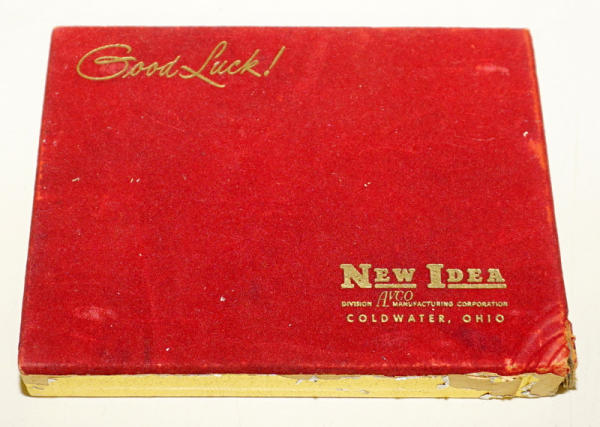 Good Luck!
NEW IDEA
DIVISION AVCO MANUFACTURING CORPORATION
COLDWATER, OHIO